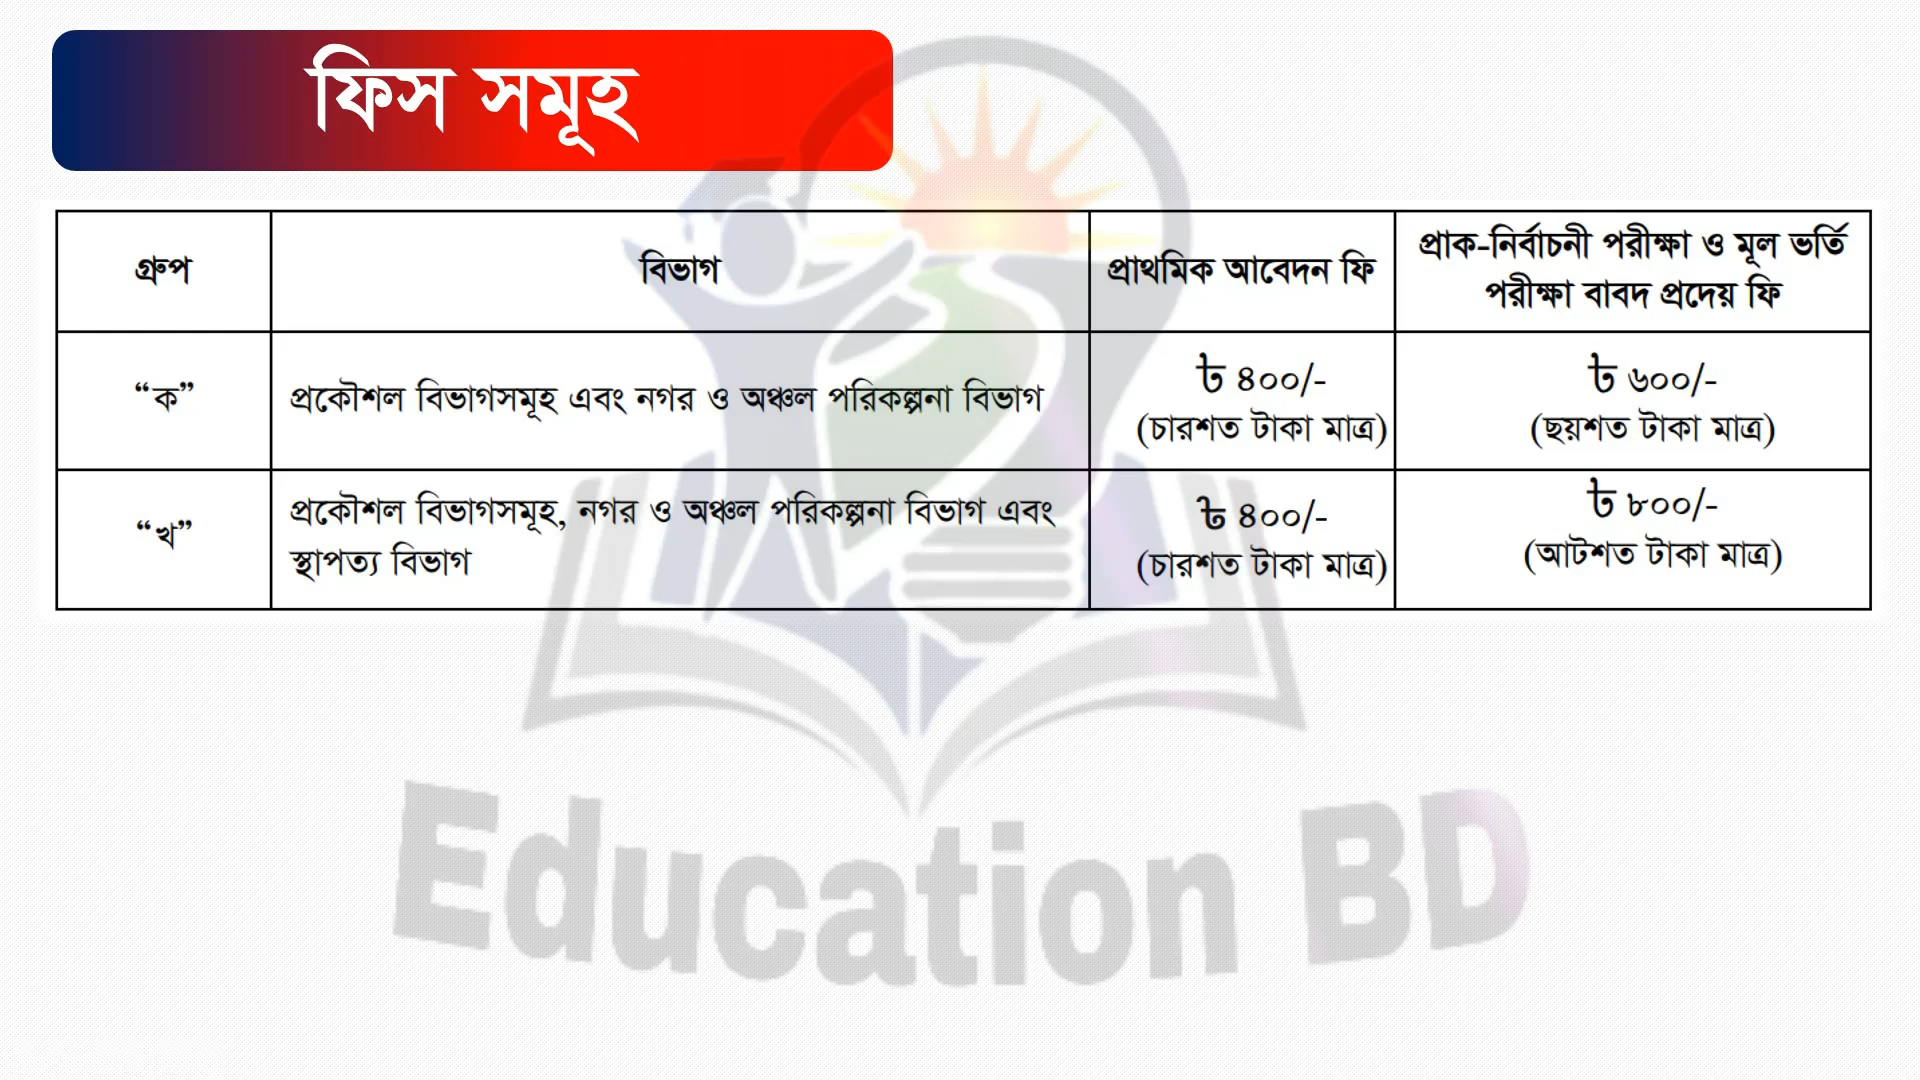 ফিস সমূহ
গ্রুপ
বিভাগ
প্রাথমিক আবেদন ফি
প্রাক-নির্বাচনী পরীক্ষা ও মূল ভর্তি
পরীক্ষা বাবদ প্রদেয় ফি
“ক”
প্রকৌশল বিভাগসমূহ এবং নগর ও অঞ্চল পরিকল্পনা বিভাগ
৳ ৪০০/-
(চারশত টাকা মাত্র)
৳ ৬০০/-
(ছয়শত টাকা মাত্র)
“খ”
প্রকৌশল বিভাগসমূহ, নগর ও অঞ্চল পরিকল্পনা বিভাগ এবং
স্থাপত্য বিভাগ
৳ ৪০০/-
(চারশত টাকা মাত্র)
৳ ৮০০/-
(আটশত টাকা মাত্র)
Education BD